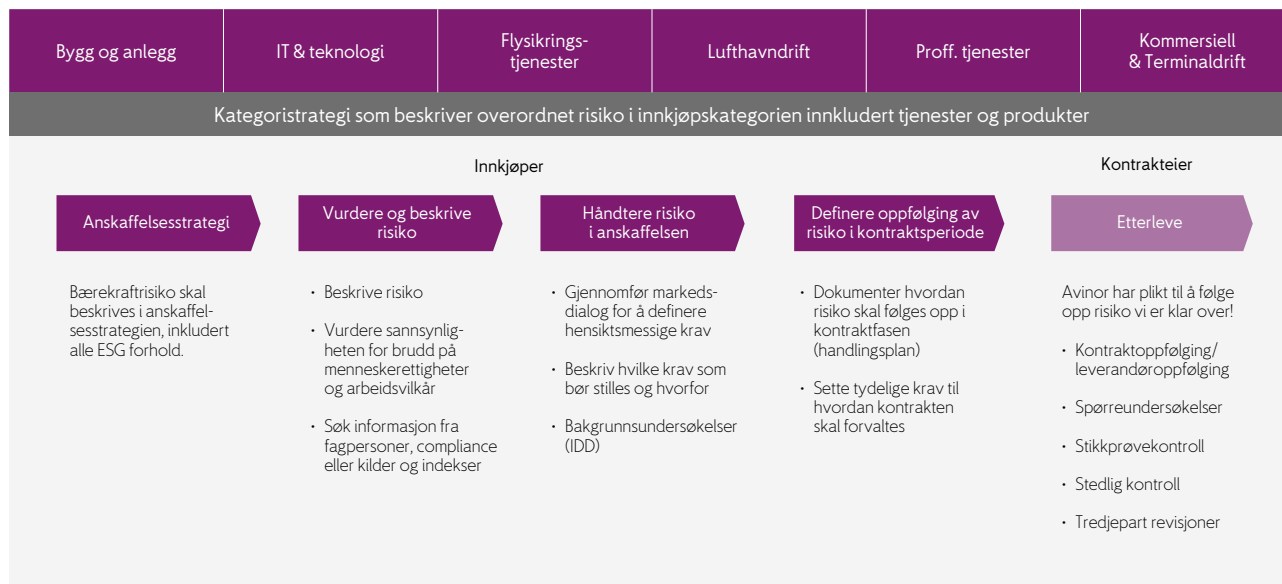 Bygg og anlegg
IT & teknologi
Flysikrings-
tjenester
Lufthavndrift
Proff. tjenester
Kommersiell
& Terminaldrift
Kategoristrategi som beskriver overordnet risiko i innkjøpskategorien innkludert tjenester og produkter
Innkjøper
Kontrakteier
Anskaffelsesstrategi
Vurdere og beskrive
risiko
Håndtere risiko
i anskaffelsen
Definere oppfølging av
risiko i kontraktsperiode
Etterleve
Bærekraftrisiko skal
beskrives i anskaffel-
sesstrategien, inkludert
alle ESG forhold.
• Beskrive risiko
• Vurdere sannsynlig-
heten for brudd på
menneskerettigheter
og arbeidsvilkår
• Søk informasjon fra
fagpersoner, compliance
eller kilder og indekser
• Gjennomfør markeds-
dialog for å definere
hensiktsmessige krav
• Beskriv hvilke krav som
bør stilles og hvorfor
• Bakgrunnsundersøkelser
(IDD)
• Dokumenter hvordan
risiko skal følges opp i
kontraktfasen
(handlingsplan)
• Sette tydelige krav til
hvordan kontrakten
skal forvaltes
Avinor har plikt til å følge
opp risiko vi er klar over!
• Kontraktoppfølging/
leverandøroppfølging
• Spørreundersøkelser
• Stikkprøvekontroll
• Stedlig kontroll
• Tredjepart revisjoner